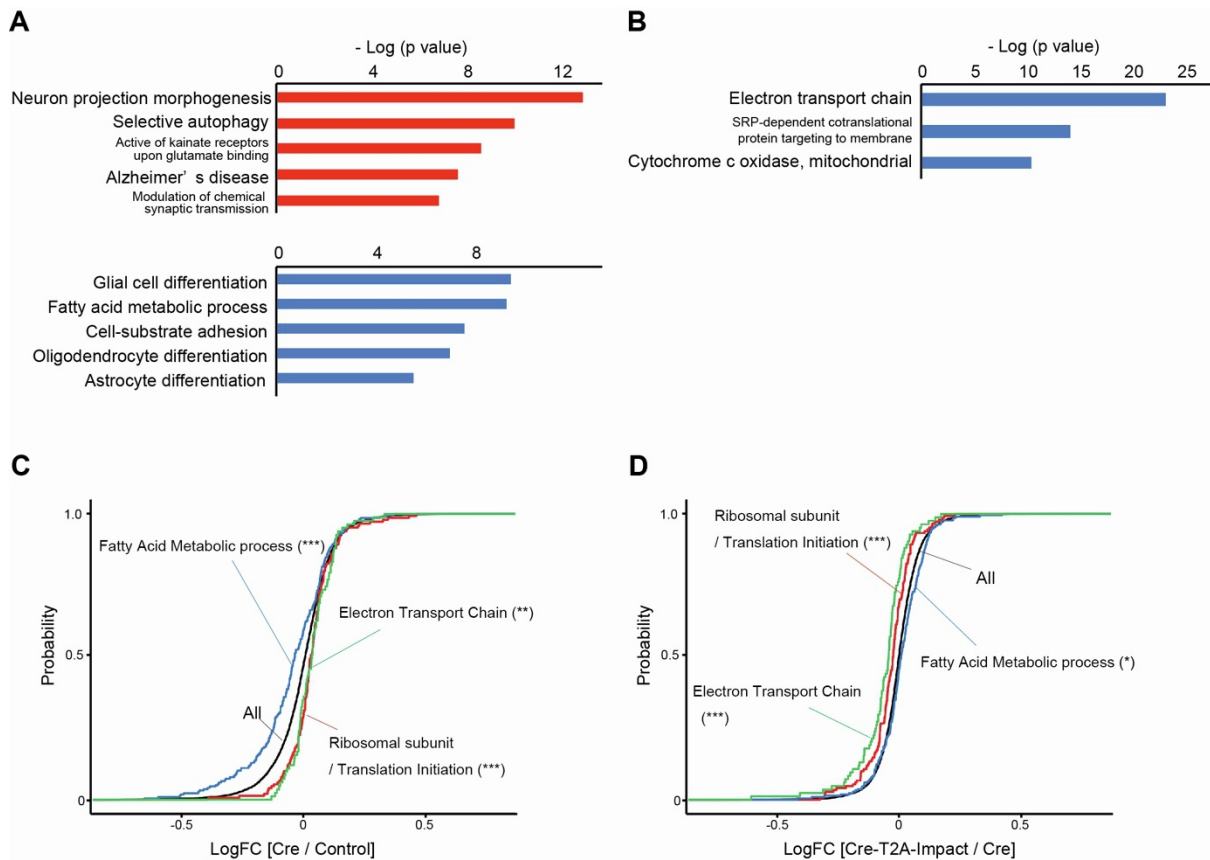 A
- Log (p value)
0 4 8 12
Neuron projection morphogenesis
Selective autophagy
Active of kainate receptors
upon glutamate binding
Alzheimer's disease
Modulation of chemical
synaptic transmission
0 4 8
Glial cell differentiation
Fatty acid metabolic process
Cell-substrate adhesion
Oligodendrocyte differentiation
Astrocyte differentiation
B
- Log (p value)
0 5 10 15 20 25
Electron transport chain
SRP-dependent cotranslational
protein targeting to membrane
Cytochrome c oxidase, mitochondrial
C
Probability
1.0
0.5
0
Fatty Acid Metabolic process (***)
Electron Transport Chain (**)
All
Ribosomal subunit
/ Translation Initiation (***)
-0.5 0 0.5
LogFC [Cre / Control]
D
Probability
1.0
0.5
0
Ribosomal subunit
/ Translation Initiation (***)
All
Fatty Acid Metabolic process (*)
Electron Transport Chain
(***)
-0.5 0 0.5
LogFC [Cre-T2A-Impact / Cre]